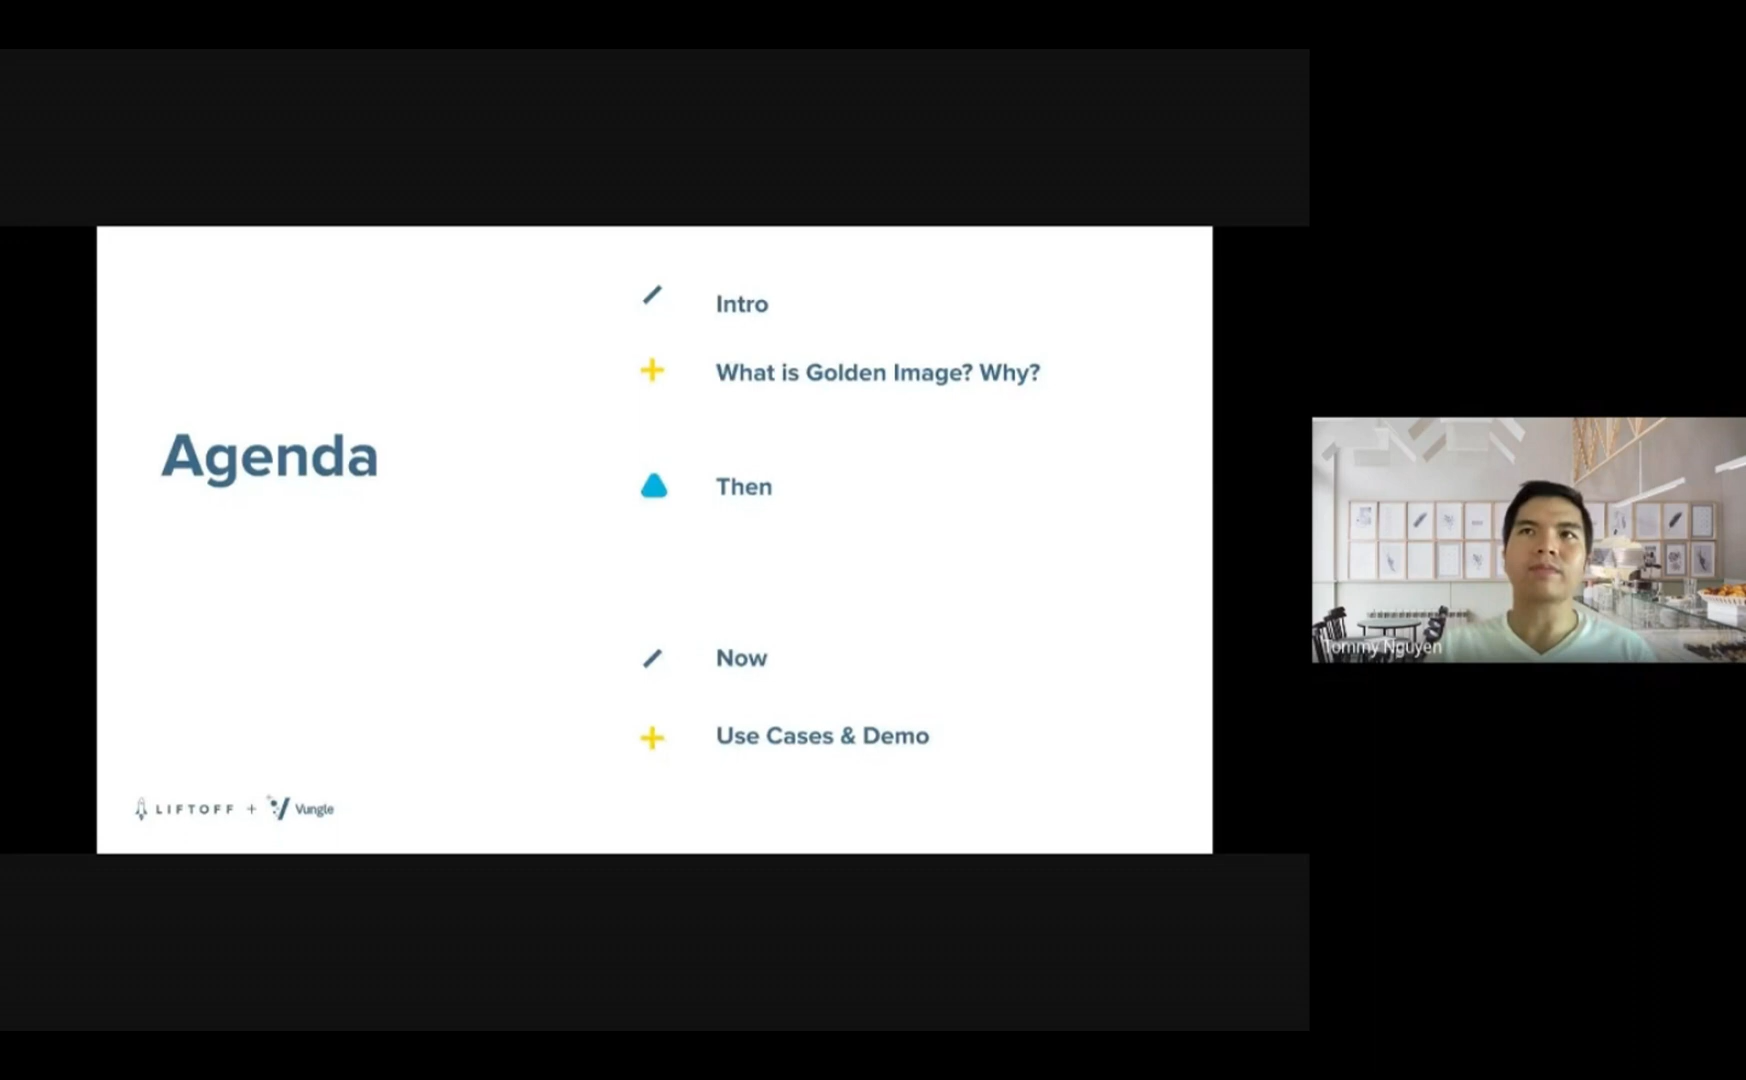 Intro
What is Golden Image? Why?
Agenda
Then
Now
Use Cases & Demo
LIFTOFF + Vungle
Tommy Nguyen